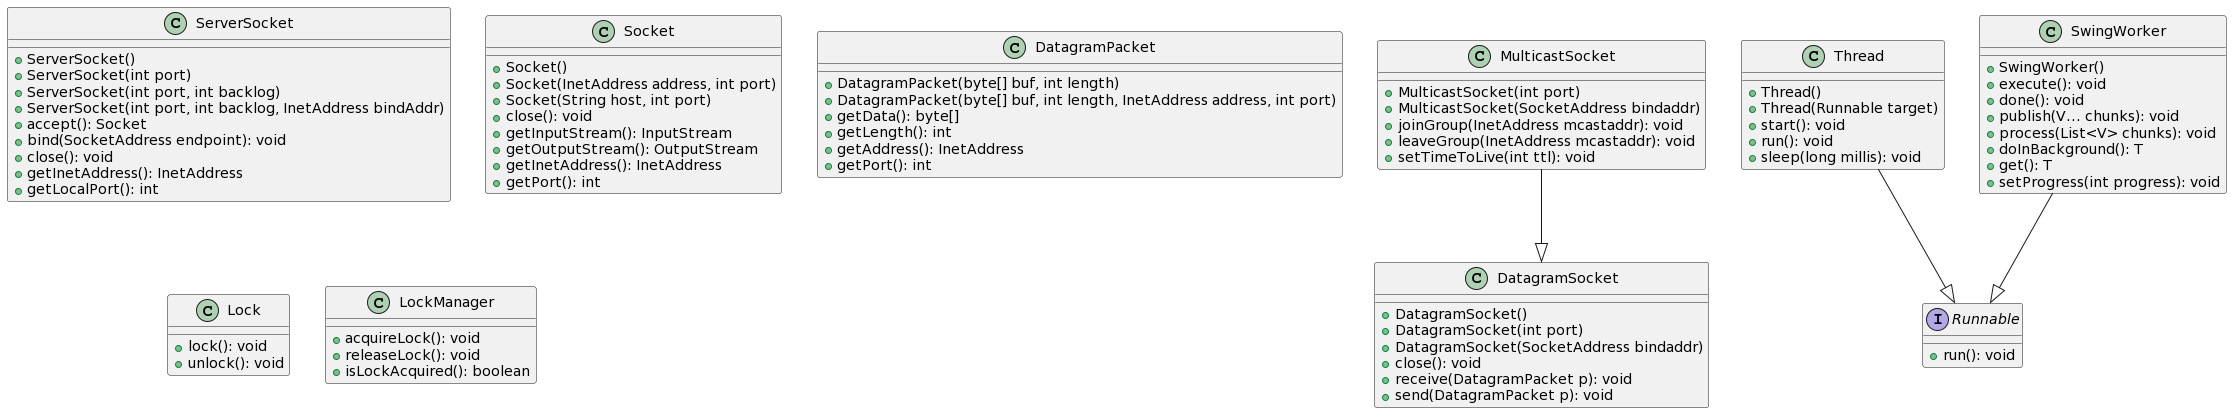 C ServerSocket
ServerSocket()
ServerSocket(int port)
ServerSocket(int port, int backlog)
ServerSocket(int port, int backlog, InetAddress bindAddr)
accept(): Socket
bind(SocketAddress endpoint): void
close(): void
getInetAddress(): InetAddress
getLocalPort(): int
C Socket
Socket()
Socket(InetAddress address, int port)
Socket(String host, int port)
close(): void
getInputStream(): InputStream
getOutputStream(): OutputStream
getInetAddress(): InetAddress
getPort(): int
C DatagramPacket
DatagramPacket(byte[] buf, int length)
DatagramPacket(byte[] buf, int length, InetAddress address, int port)
getData(): byte[]
getLength(): int
getAddress(): InetAddress
getPort(): int
C MulticastSocket
MulticastSocket(int port)
MulticastSocket(SocketAddress bindaddr)
joinGroup(InetAddress mcastaddr): void
leaveGroup(InetAddress mcastaddr): void
setTimeToLive(int ttl): void
C Thread
Thread()
Thread(Runnable target)
start(): void
run(): void
sleep(long millis): void
C SwingWorker
SwingWorker()
execute(): void
done(): void
publish(V... chunks): void
process(List<V> chunks): void
doInBackground(): T
get(): T
setProgress(int progress): void
C Lock
lock(): void
unlock(): void
C LockManager
acquireLock(): void
releaseLock(): void
isLockAcquired(): boolean
C DatagramSocket
DatagramSocket()
DatagramSocket(int port)
DatagramSocket(SocketAddress bindaddr)
close(): void
receive(DatagramPacket p): void
send(DatagramPacket p): void
I Runnable
run(): void